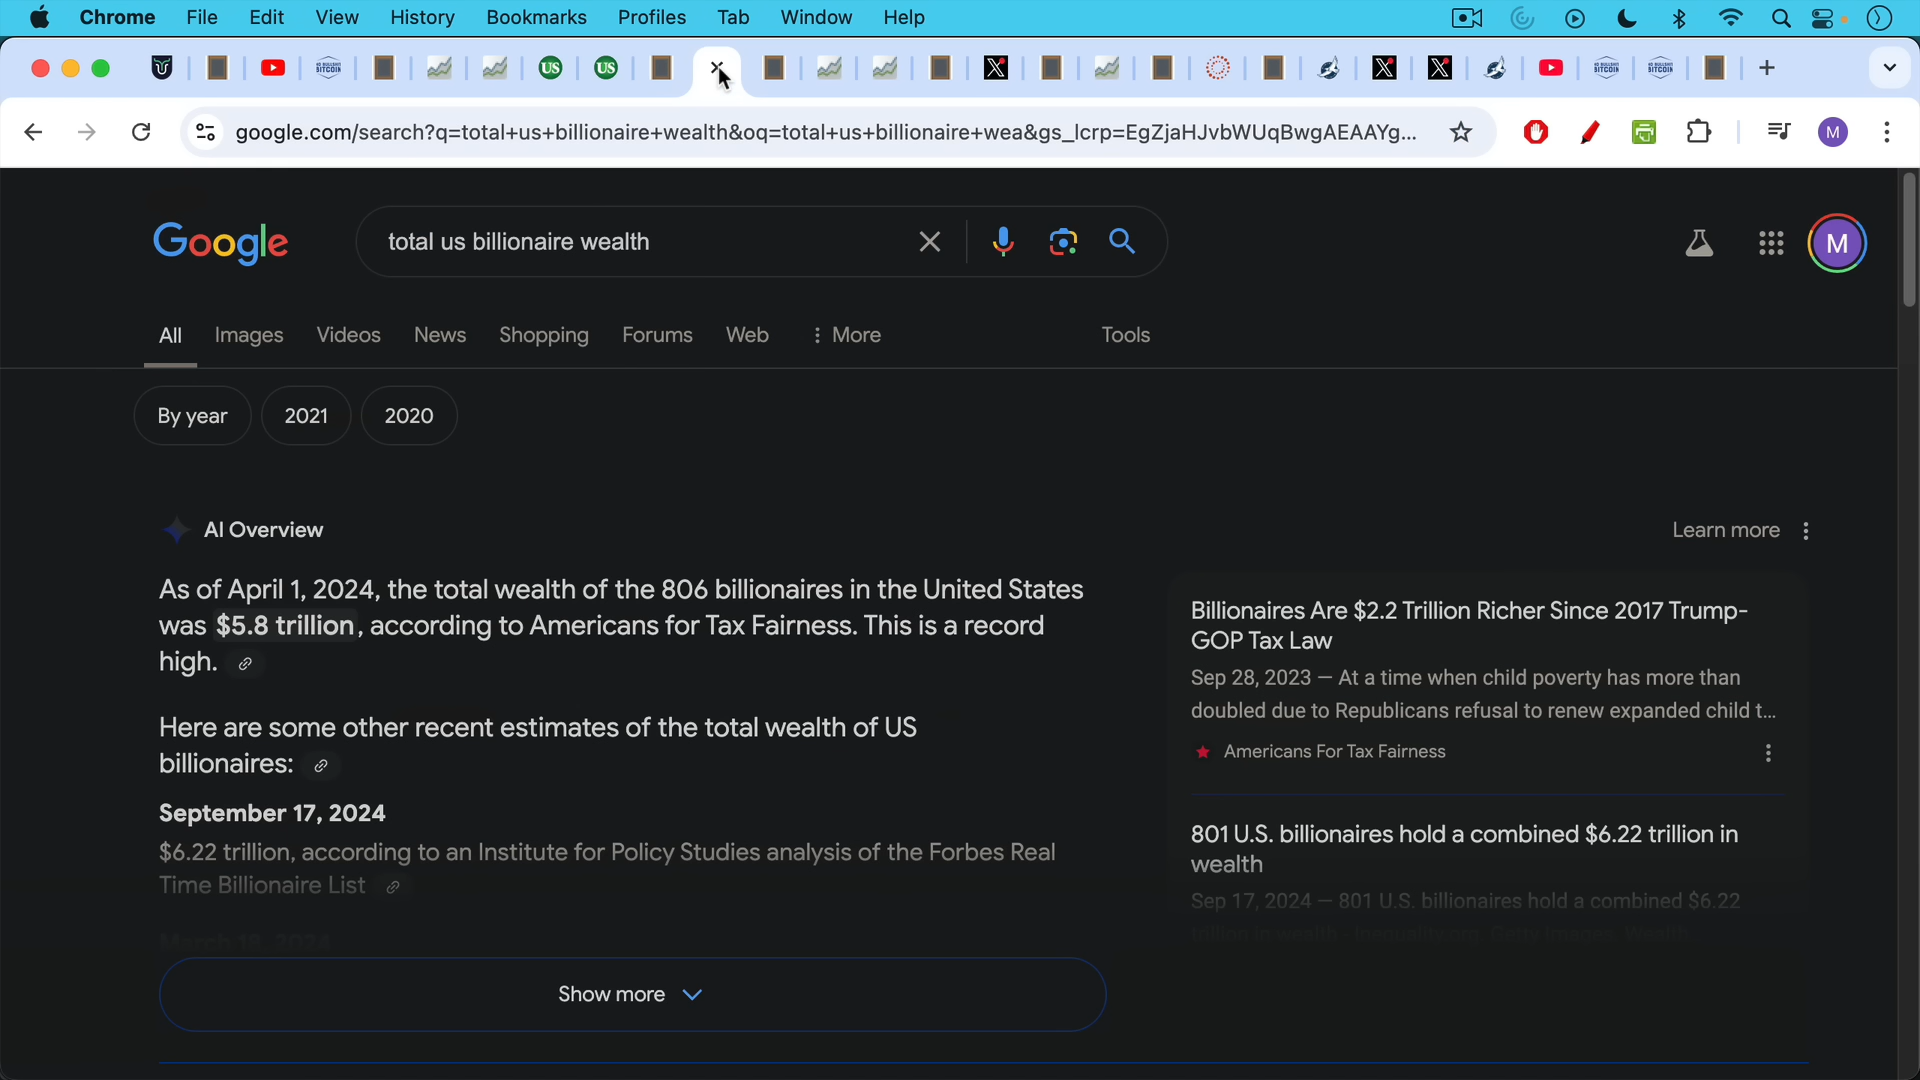 Chrome File Edit View History Bookmarks Profiles Tab Window Help
US US
google.com/search?q=total+us+billionaire+wealth&oq=total+us+billionaire+wea&gs_lcrp=EgZjaHJvbWUqBwgAEAAYg...
M
Google
total us billionaire wealth
M
All Images Videos News Shopping Forums Web More Tools
By year 2021 2020
AI Overview
Learn more
As of April 1, 2024, the total wealth of the 806 billionaires in the United States
was $5.8 trillion, according to Americans for Tax Fairness. This is a record
high.
Here are some other recent estimates of the total wealth of US
billionaires:
September 17, 2024
$6.22 trillion, according to an Institute for Policy Studies analysis of the Forbes Real
Time Billionaire List
March 18, 2024
Show more
Billionaires Are $2.2 Trillion Richer Since 2017 Trump-
GOP Tax Law
Sep 28, 2023 — At a time when child poverty has more than
doubled due to Republicans refusal to renew expanded child t...
Americans For Tax Fairness
801 U.S. billionaires hold a combined $6.22 trillion in
wealth
Sep 17, 2024 — 801 U.S. billionaires hold a combined $6.22
trillion in wealth